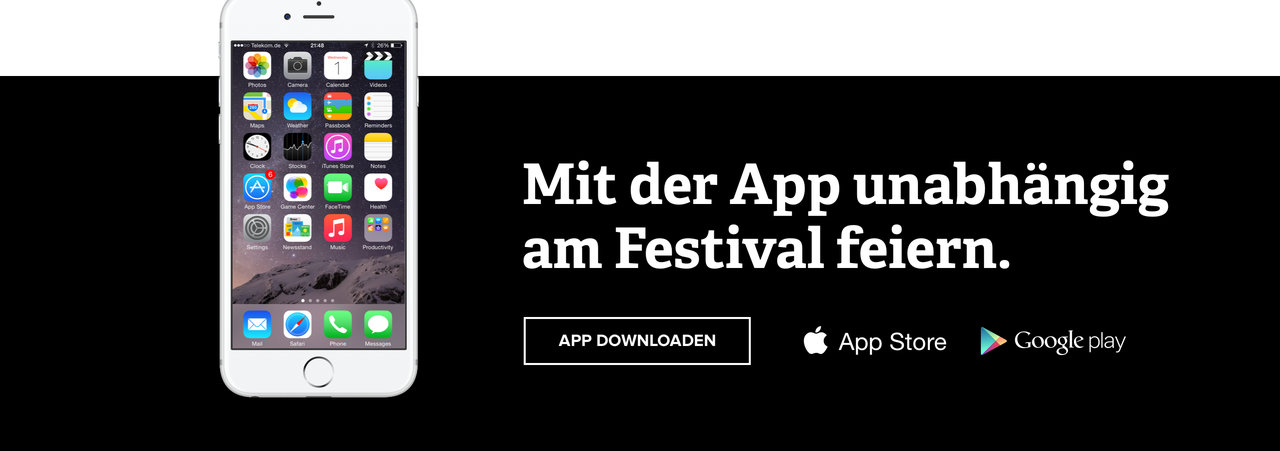 Telekom.de 21:48 26%
Wednesday
1
Photos Camera Calendar Videos
280
Maps Weather Passbook Reminders
Clock Stocks iTunes Store Notes
6
App Store Game Center FaceTime Health
Settings Newsstand Music Productivity
Mail Safari Phone Messages
Mit der App unabhängig
am Festival feiern.
APP DOWNLOADEN
App Store
Google play